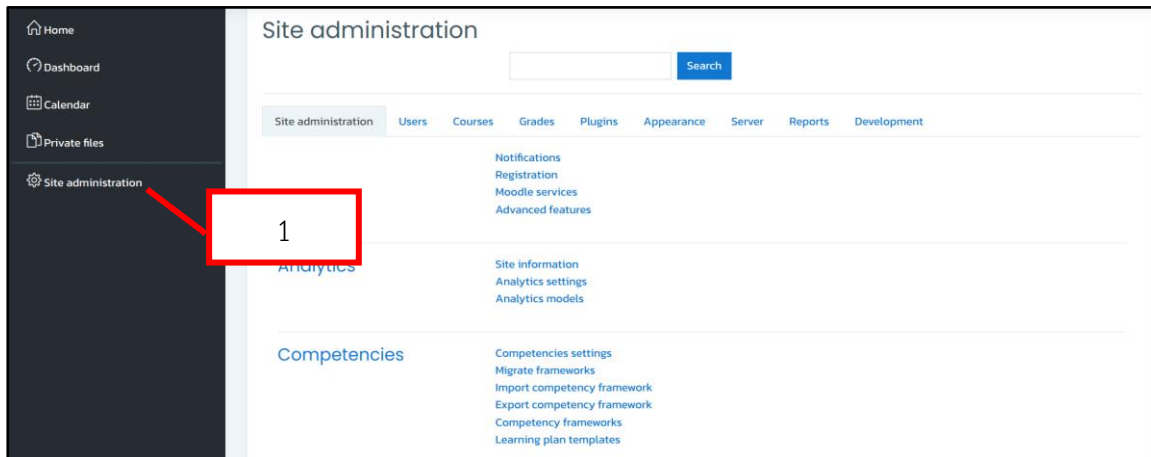 Home
Dashboard
Calendar
Private files
Site administration
1
Site administration
Search
Site administration Users Courses Grades Plugins Appearance Server Reports Development
Notifications
Registration
Moodle services
Advanced features
Analytics
Site information
Analytics settings
Analytics models
Competencies
Competencies settings
Migrate frameworks
Import competency framework
Export competency framework
Competency frameworks
Learning plan templates